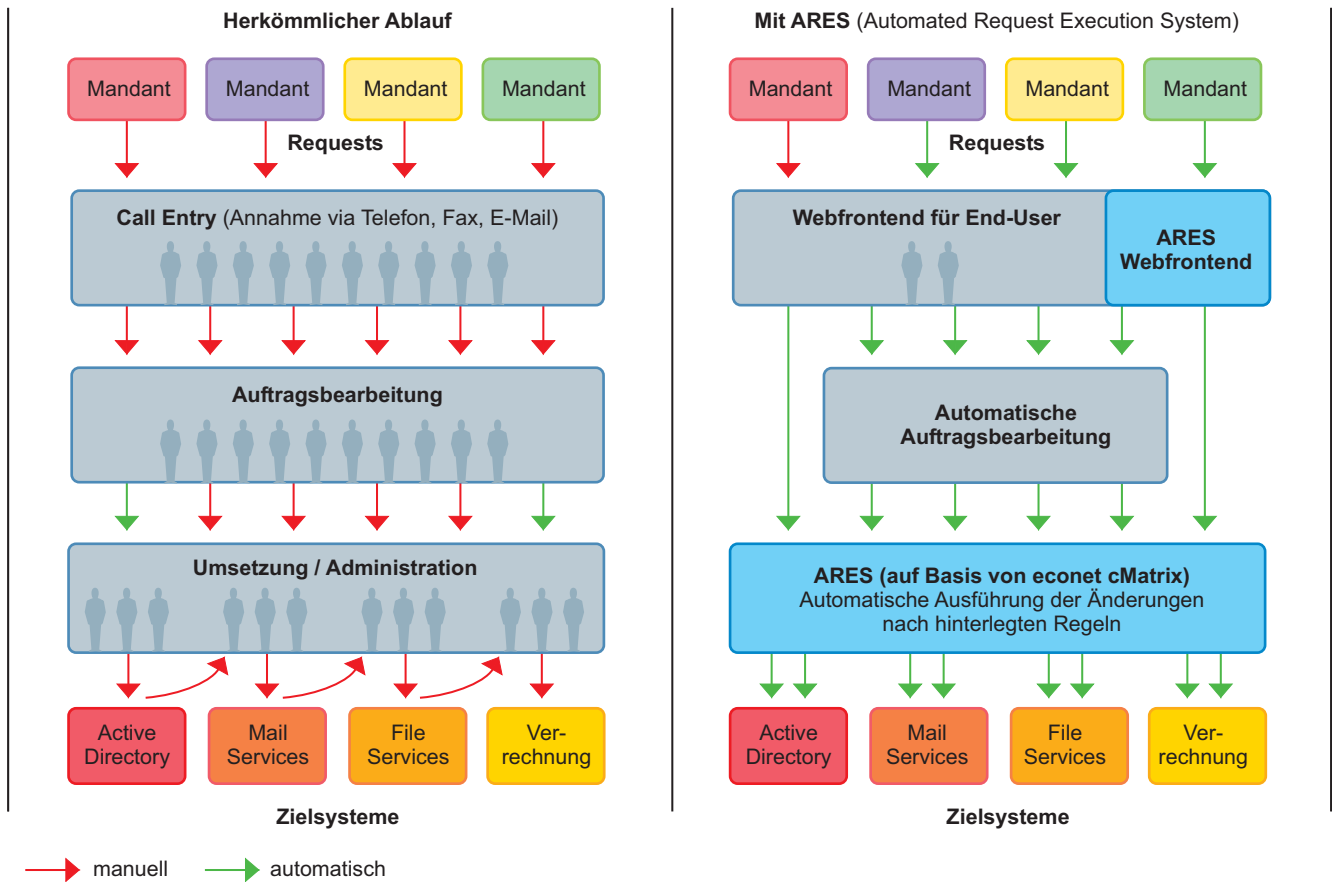 Herkömmlicher Ablauf
Mandant
Mandant
Mandant
Mandant
Requests
Call Entry (Annahme via Telefon, Fax, E-Mail)
Auftragsbearbeitung
Umsetzung / Administration
Active
Directory
Mail
Services
File
Services
Ver-
rechnung
Zielsysteme
Mit ARES (Automated Request Execution System)
Mandant
Mandant
Mandant
Mandant
Requests
Webfrontend für End-User
ARES
Webfrontend
Automatische
Auftragsbearbeitung
ARES (auf Basis von econet cMatrix)
Automatische Ausführung der Änderungen
nach hinterlegten Regeln
Active
Directory
Mail
Services
File
Services
Ver-
rechnung
Zielsysteme
manuell
automatisch